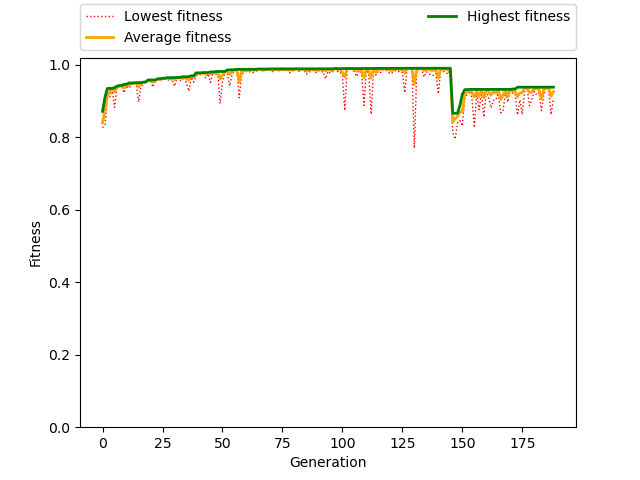 Lowest fitness
Average fitness
Highest fitness
1.0
0.8
0.6
0.4
0.2
0.0
Fitness
0 25 50 75 100 125 150 175
Generation